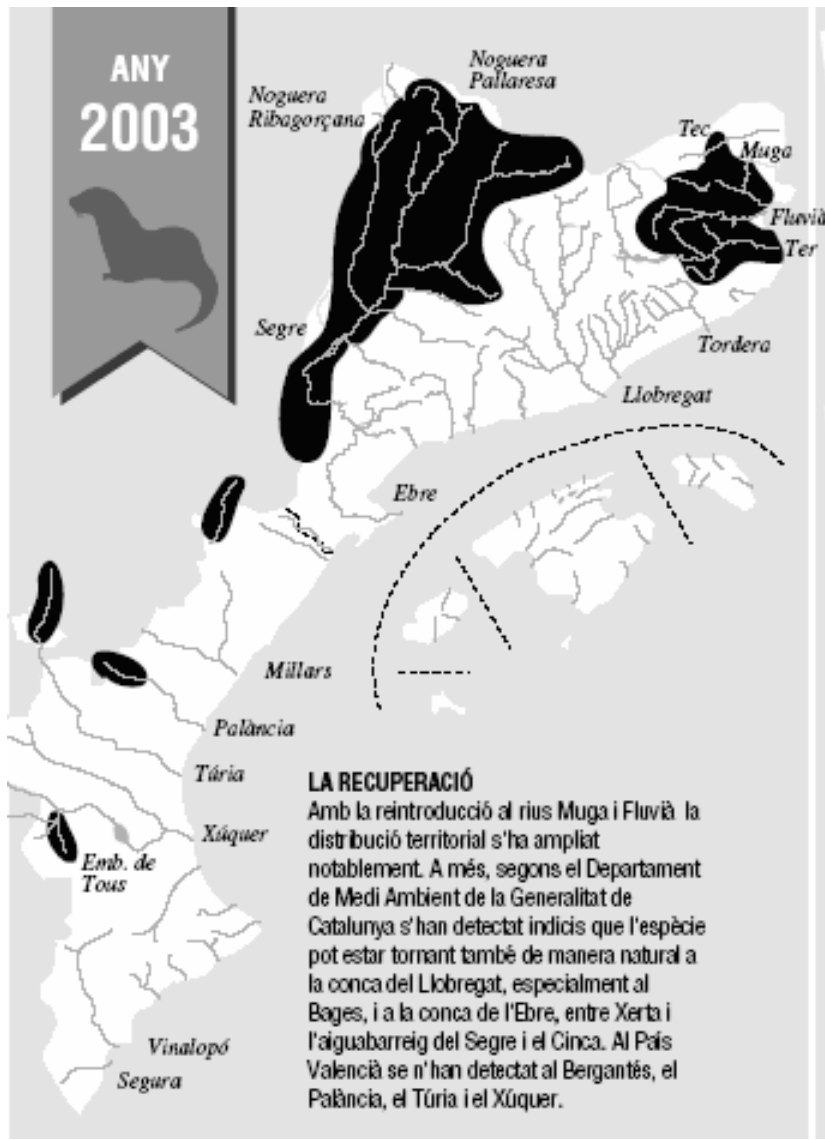 ANY
2003
Noguera
Pallaresa
Noguera
Ribagorçana
Tec
Muga
Fluvià
Ter
Segre
Tordera
Llobregat
Ebre
Millars
Palància
Túria
Xúquer
Emb. de
Tous
Vinalopó
Segura
LA RECUPERACIÓ
Amb la reintroducció al rius Muga i Fluvià la
distribució territorial s'ha ampliat
notablement. A més, segons el Departament
de Medi Ambient de la Generalitat de
Catalunya s'han detectat indicis que l'espècie
pot estar tornant també de manera natural a
la conca del Llobregat, especialment al
Bages, i a la conca de l'Ebre, entre Xerta i
l'aiguabarreig del Segre i el Cinca. Al País
Valencià se n'han detectat al Bergantés, el
Palància, el Túria i el Xúquer.